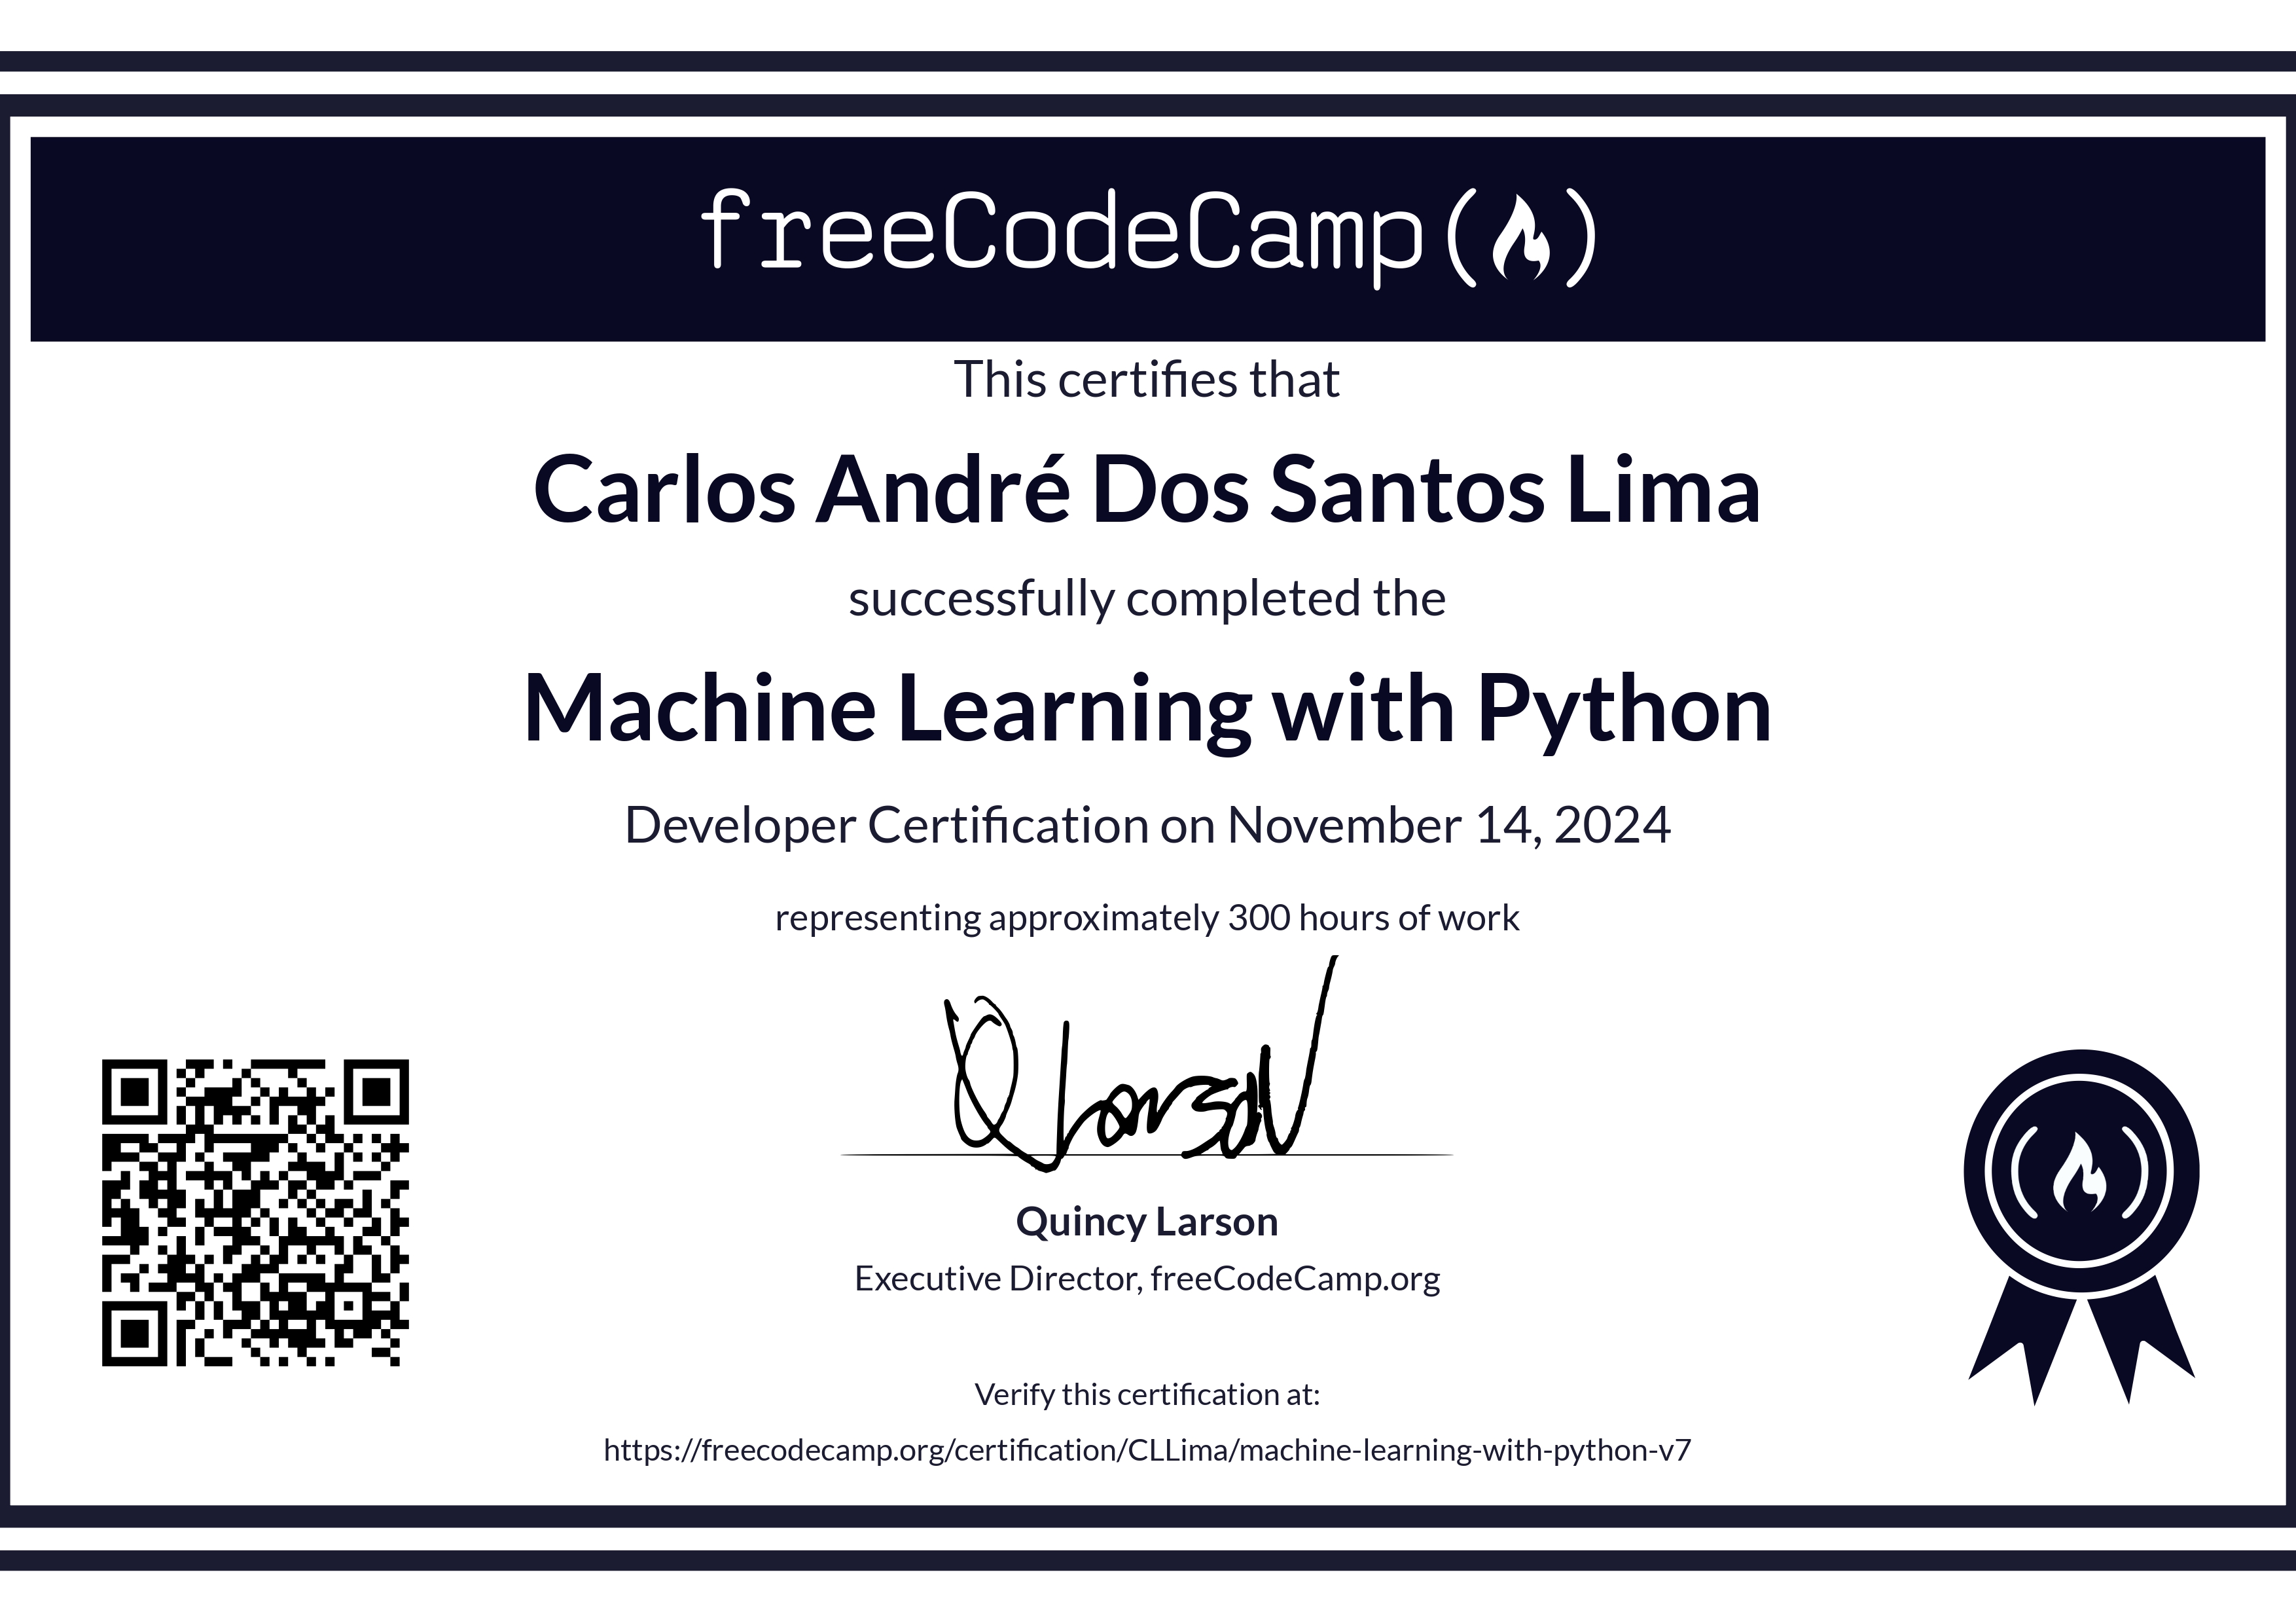 freeCodeCamp
This certifies that
Carlos André Dos Santos Lima
successfully completed the
Machine Learning with Python
Developer Certification on November 14, 2024
representing approximately 300 hours of work
Quincy Larson
Executive Director, freeCodeCamp.org
Verify this certification at:
https://freecodecamp.org/certification/CLLima/machine-learning-with-python-v7